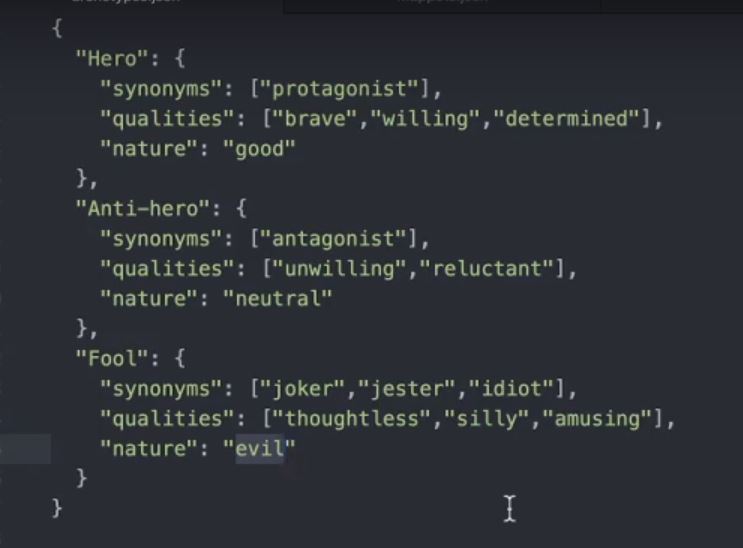 {
"Hero": {
"synonyms": ["protagonist"],
"qualities": ["brave","willing","determined"],
"nature": "good"
},
"Anti-hero": {
"synonyms": ["antagonist"],
"qualities": ["unwilling","reluctant"],
"nature": "neutral"
},
"Fool": {
"synonyms": ["joker","jester","idiot"],
"qualities": ["thoughtless","silly","amusing"],
"nature": "evil"
}
}